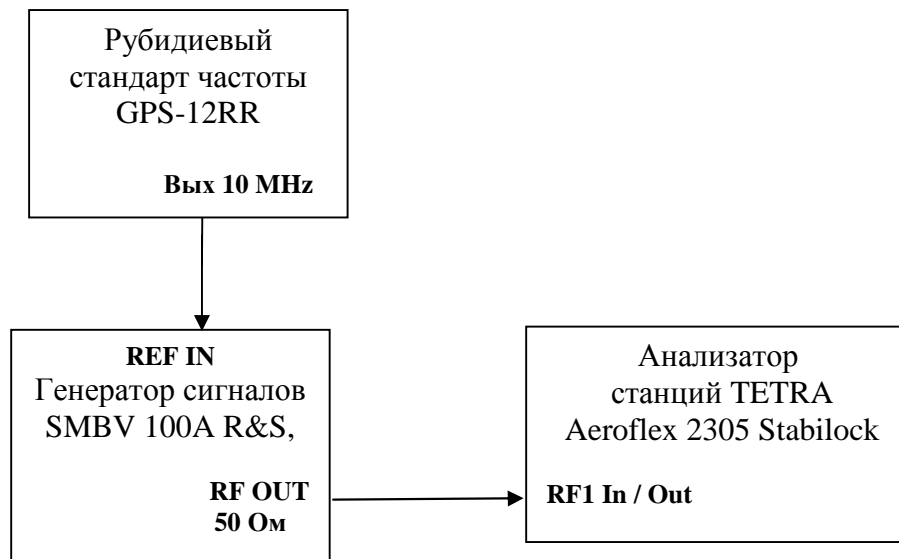 Рубидиевый
стандарт частоты
GPS-12RR
Вых 10 MHz
REF IN
Генератор сигналов
SMBV 100A R&S,
RF OUT
50 Ом
Анализатор
станций TETRA
Aeroflex 2305 Stabilock
RF1 In / Out